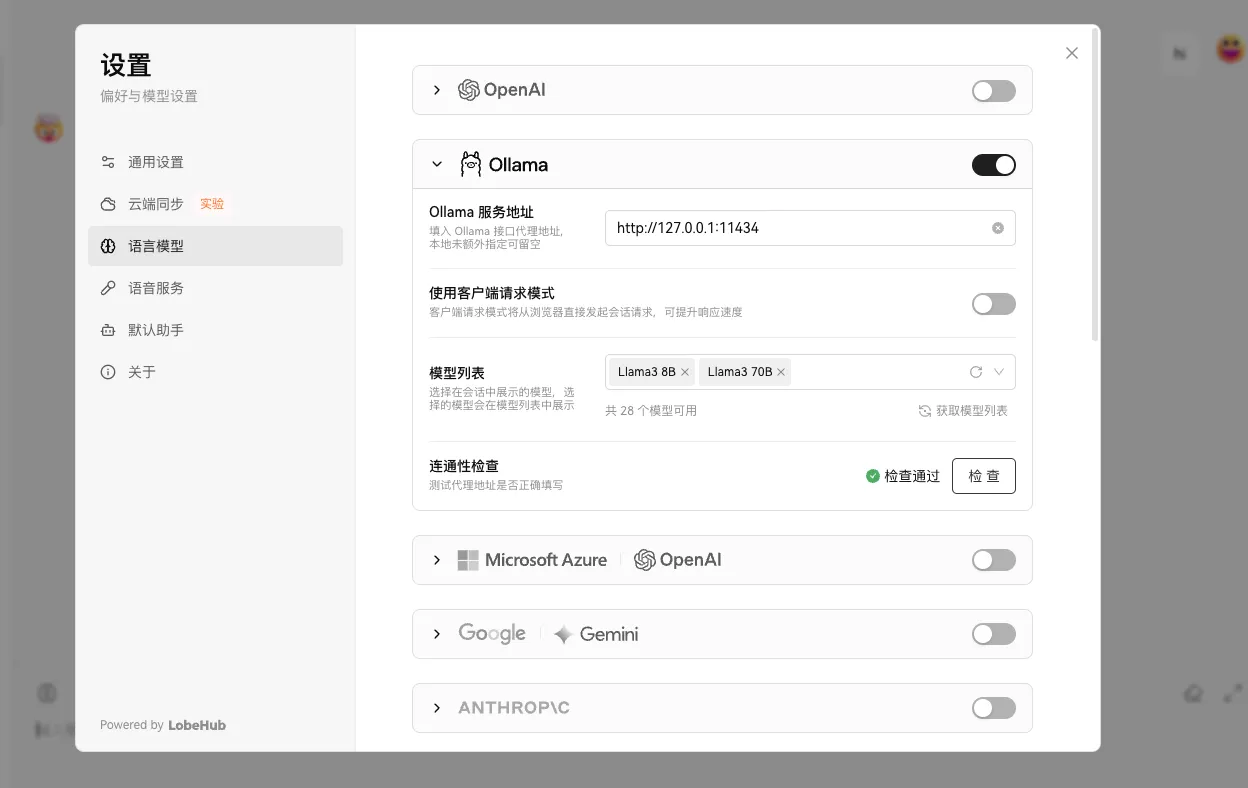 设置
偏好与模型设置
通用设置
云端同步 实验
语言模型
语音服务
默认助手
关于
Powered by LobeHub
OpenAI
Ollama
Ollama 服务地址
填入 Ollama 接口代理地址,
本地未额外指定可留空
http://127.0.0.1:11434
使用客户端请求模式
客户端请求模式将从浏览器直接发起会话请求,可提升响应速度
模型列表
选择在会话中展示的模型,选
择的模型会在模型列表中展示
Llama3 8B Llama3 70B
共 28 个模型可用
获取模型列表
连通性检查
测试代理地址是否正确填写
检查通过
检 查
Microsoft Azure OpenAI
Google Gemini
ANTHROP\C